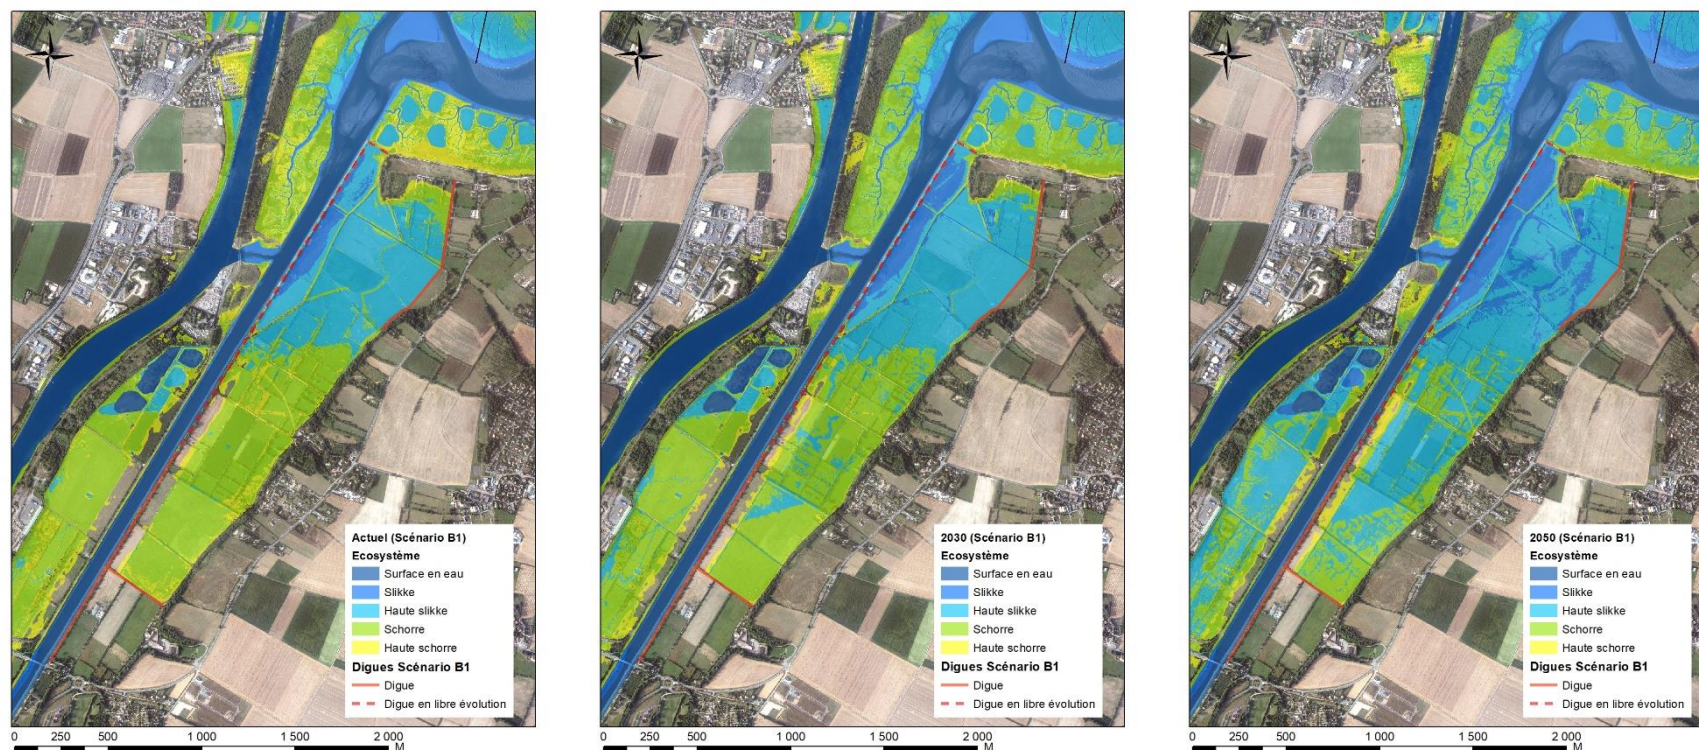 Actuel (Scénario B1)
Ecosystème
Surface en eau
Slikke
Haute slikke
Schorre
Haute schorre
Digues Scénario B1
Digue
Digue en libre évolution
0 250 500 1 000 1 500 2 000
M
2030 (Scénario B1)
Ecosystème
Surface en eau
Slikke
Haute slikke
Schorre
Haute schorre
Digues Scénario B1
Digue
Digue en libre évolution
0 250 500 1 000 1 500 2 000
M
2050 (Scénario B1)
Ecosystème
Surface en eau
Slikke
Haute slikke
Schorre
Haute schorre
Digues Scénario B1
Digue
Digue en libre évolution
0 250 500 1 000 1 500 2 000
M